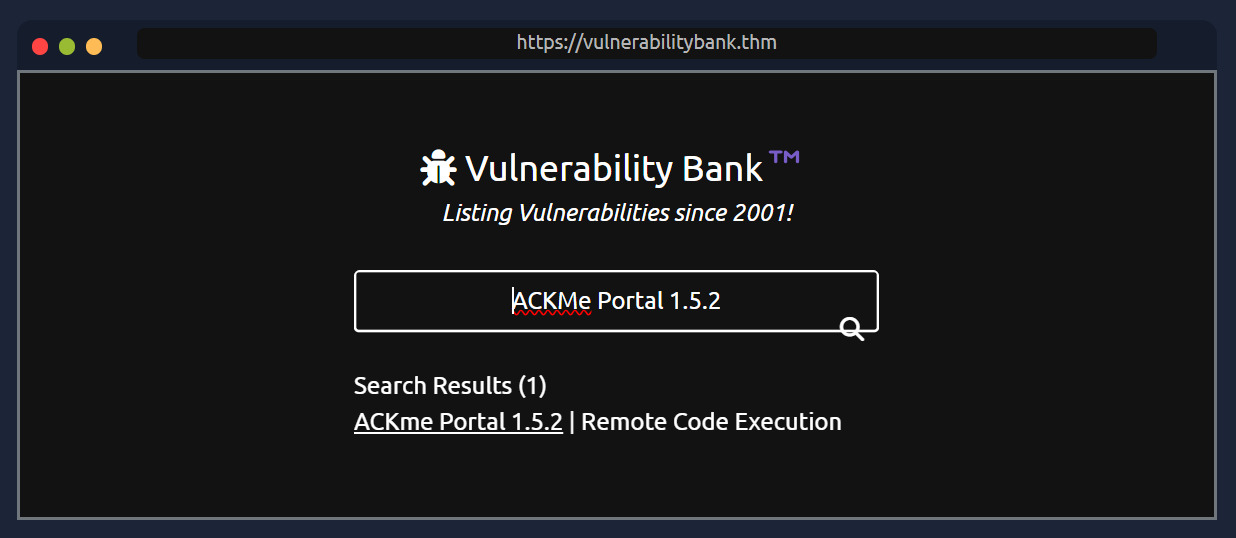 https://vulnerabilitybank.thm
Vulnerability Bank™
Listing Vulnerabilities since 2001!
ACKMe Portal 1.5.2
Search Results (1)
ACKme Portal 1.5.2 | Remote Code Execution